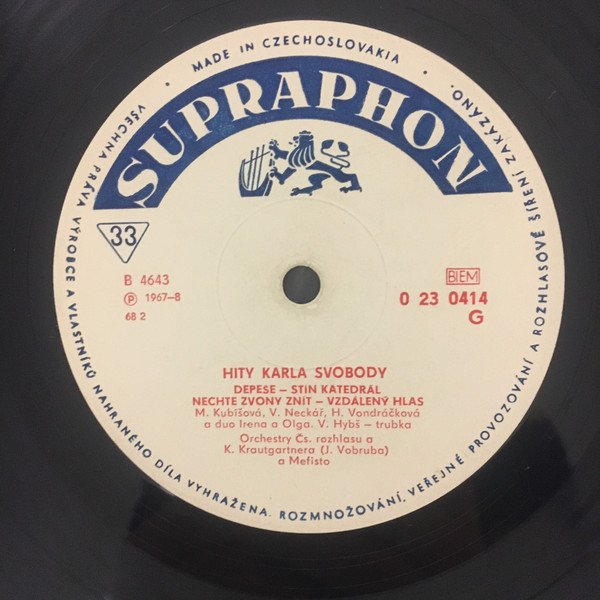 MADE IN CZECHOSLOVAKIA
SUPRAPHON
33
B 4643
Ⓟ 1967–8
68 2
BIEM
0 23 0414
G
HITY KARLA SVOBODY
DEPEŠE – STÍN KATEDRÁL
NECHTE ZVONY ZNÍT – VZDÁLENÝ HLAS
M. Kubišová, V. Neckář, H. Vondráčková
a duo Irena a Olga. V. Hybš – trubka
Orchestry Čs. rozhlasu a
K. Krautgartnera (J. Vobruba)
a Mefisto
VŠECHNA PRÁVA VÝROBCE A VLASTNÍKŮ NAHRANÉHO DÍLA VYHRAŽENA. ROZMNOŽOVÁNÍ, VEŘEJNÉ PROVOZOVÁNÍ A ROZHLASOVÉ ŠÍŘENÍ ZAKÁZÁNO.